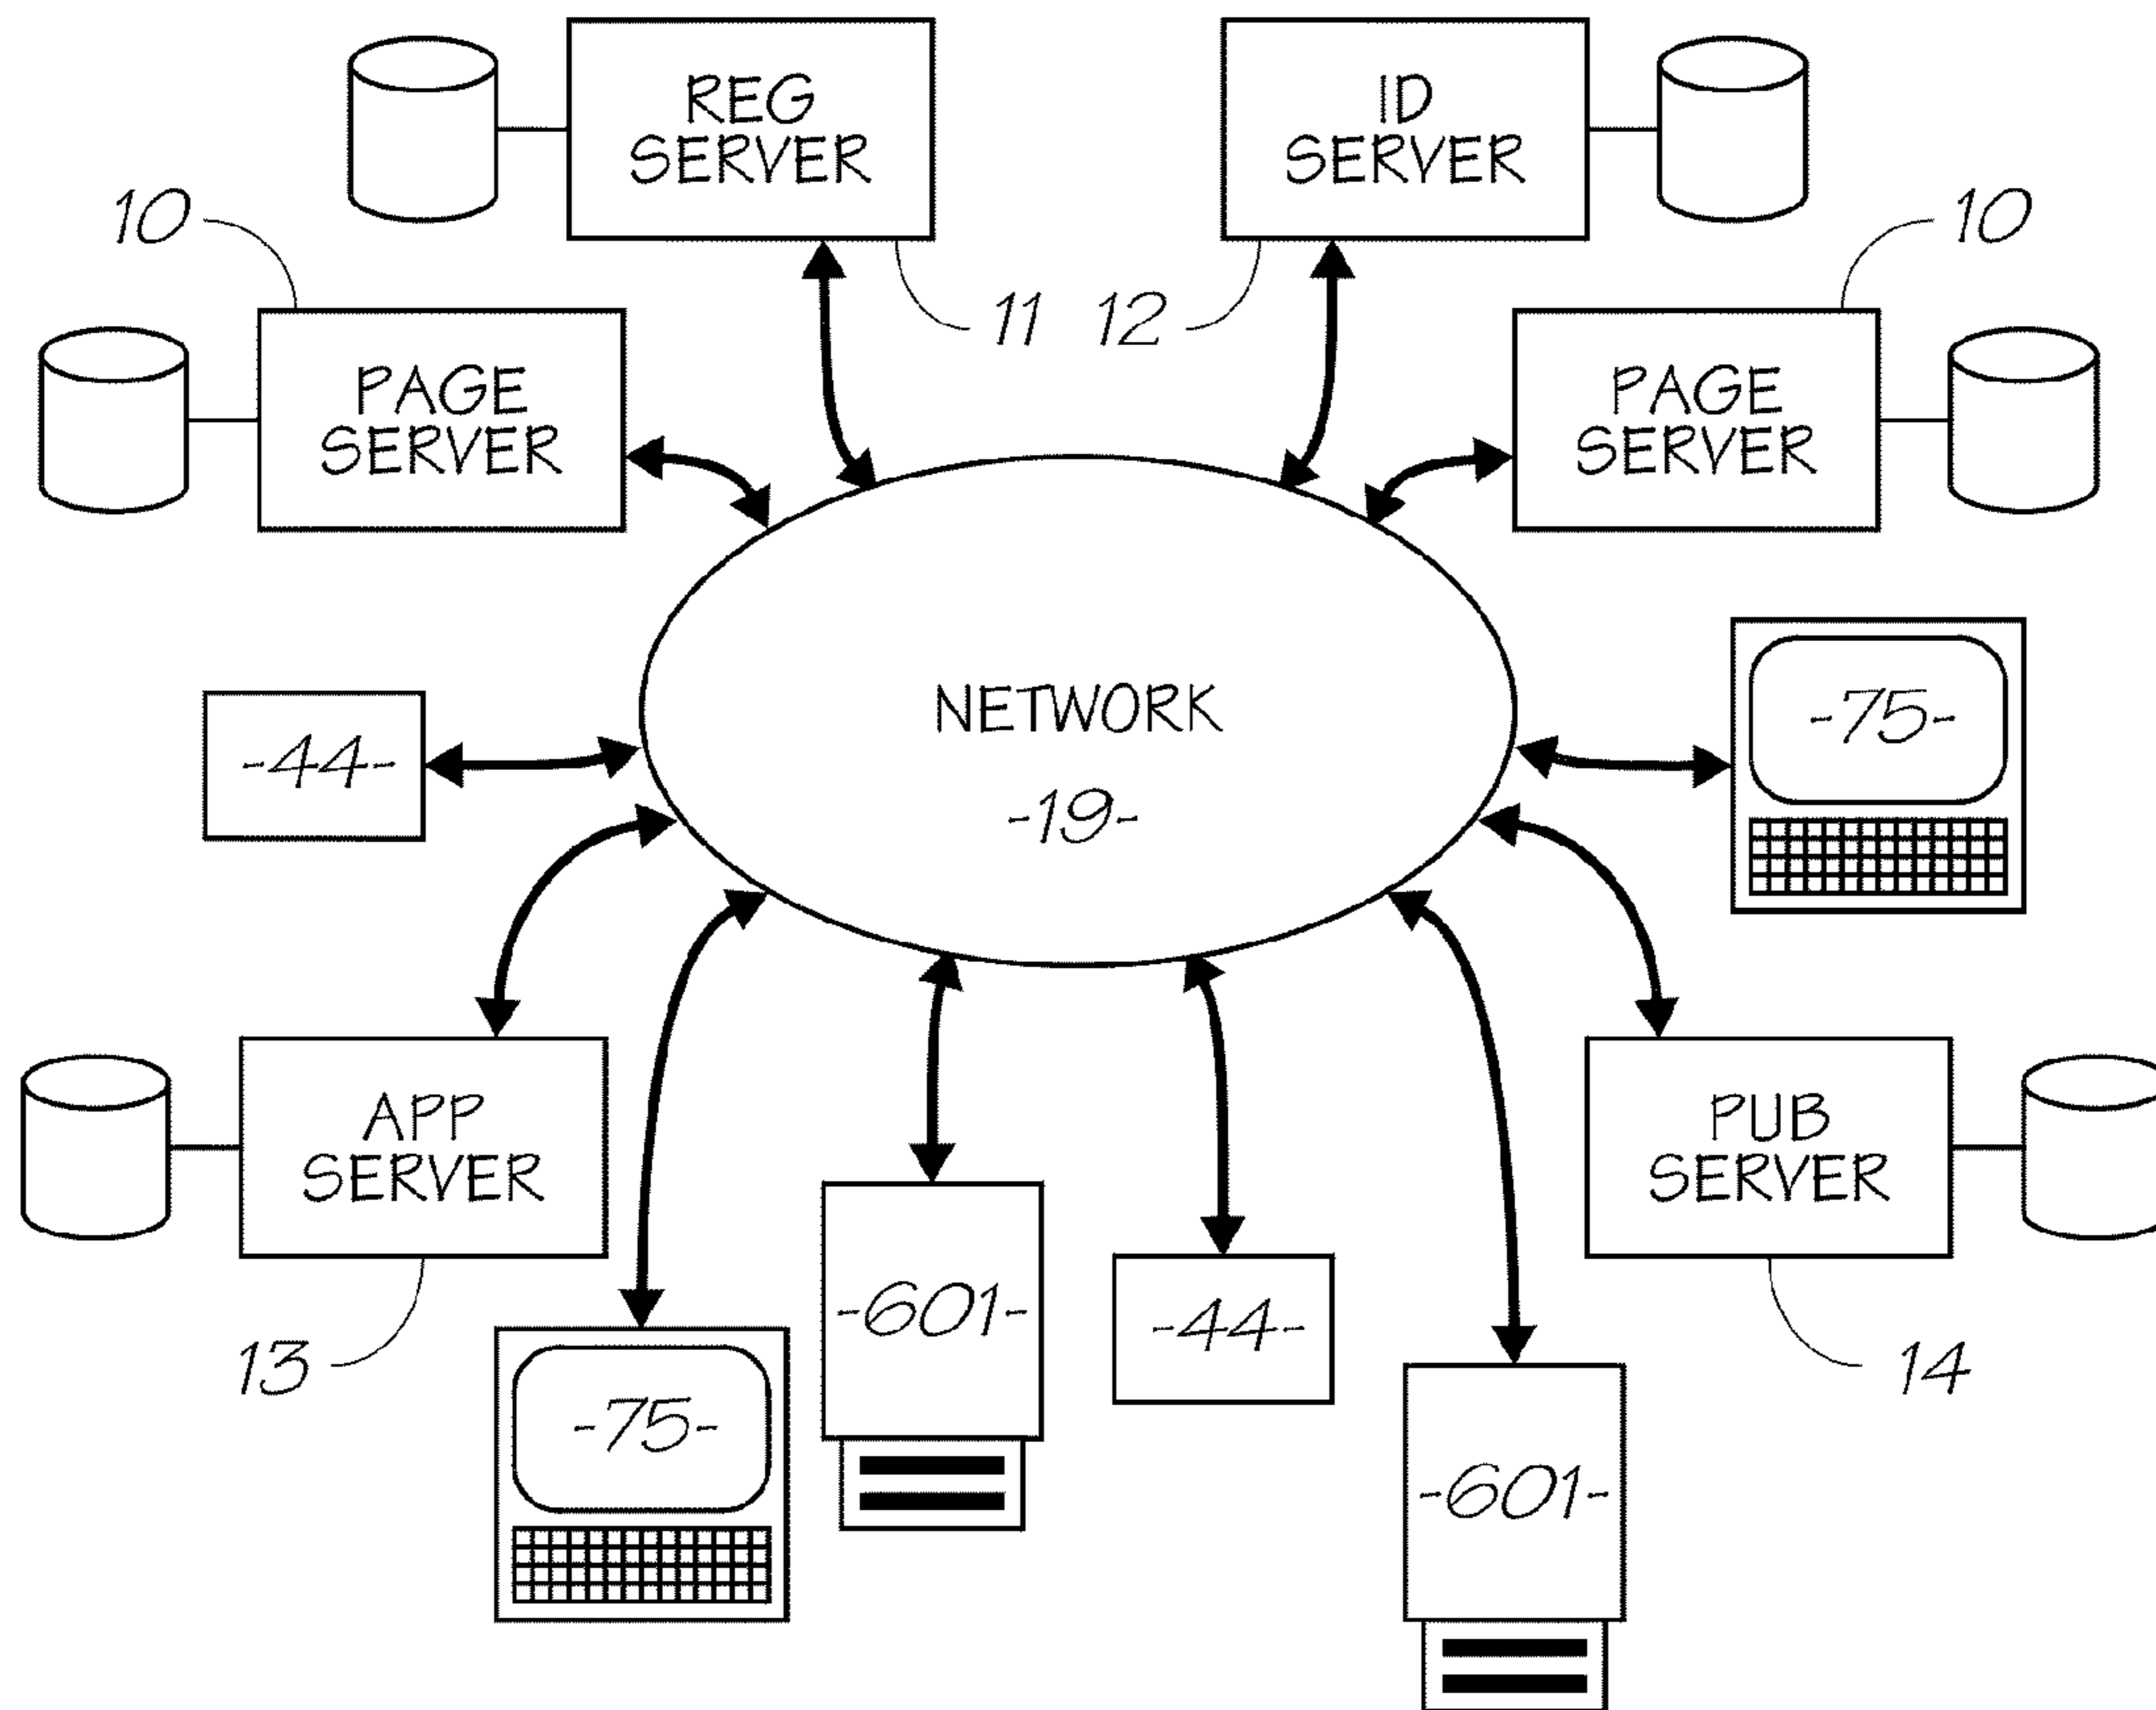 REG
SERVER
ID
SERVER
10
10
11
12
PAGE
SERVER
PAGE
SERVER
NETWORK
-19-
-44-
-75-
APP
SERVER
PUB
SERVER
13
14
-601-
-44-
-75-
-601-